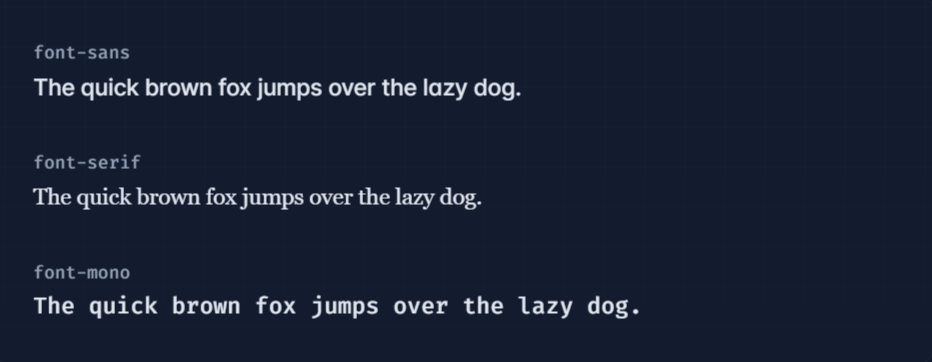 font-sans
The quick brown fox jumps over the lazy dog.
font-serif
The quick brown fox jumps over the lazy dog.
font-mono
The quick brown fox jumps over the lazy dog.